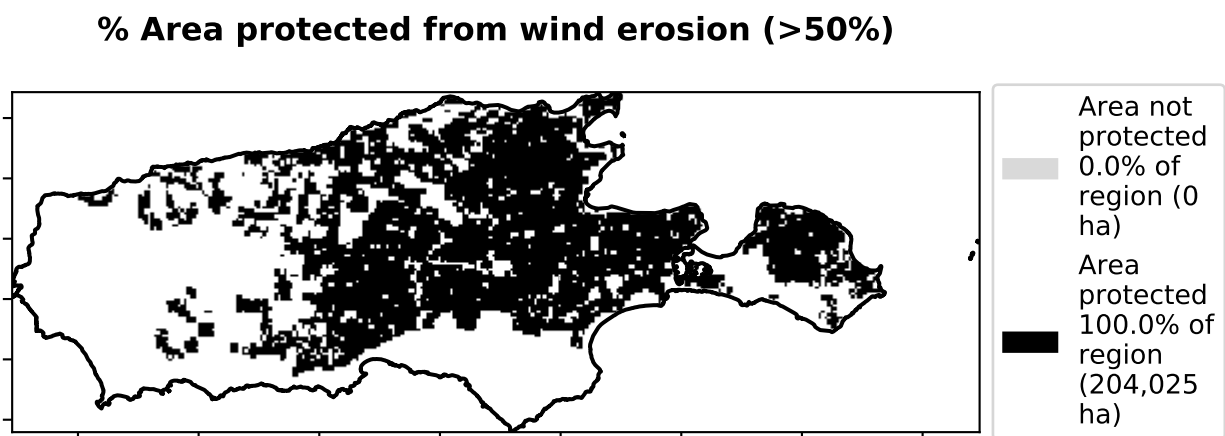 % Area protected from wind erosion (>50%)
Area not
protected
0.0% of
region (0
ha)
Area
protected
100.0% of
region
(204,025
ha)